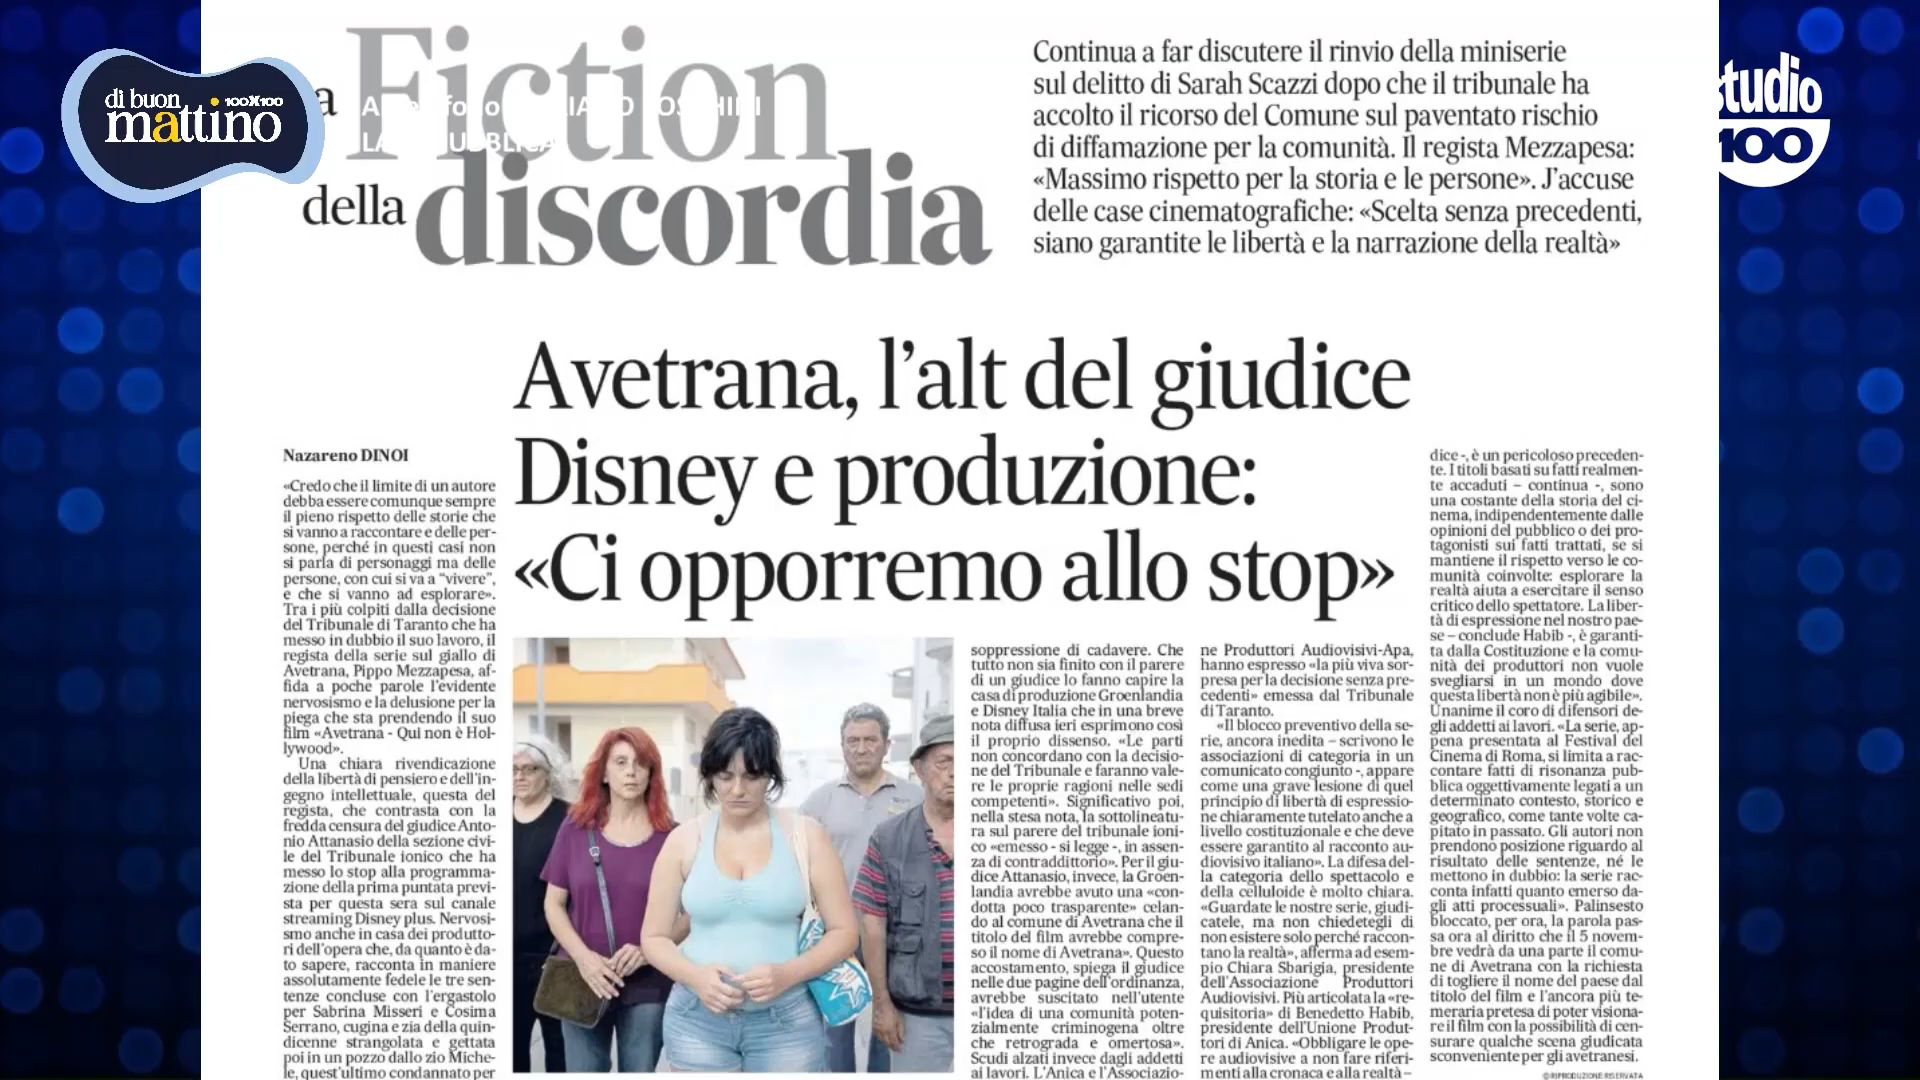 di buon
100x100
mattino
studio
100
Fiction
della
discordia
Continua a far discutere il rinvio della miniserie
sul delitto di Sarah Scazzi dopo che il tribunale ha
accolto il ricorso del Comune sul paventato rischio
di diffamazione per la comunità. Il regista Mezzapesa:
«Massimo rispetto per la storia e le persone». J'accuse
delle case cinematografiche: «Scelta senza precedenti,
siano garantite le libertà e la narrazione della realtà»
Avetrana, l'alt del giudice
Disney e produzione:
«Ci opporremo allo stop»
Nazareno DINOI
«Credo che il limite di un autore
debba essere comunque sempre
il pieno rispetto delle storie che
si vanno a raccontare e delle per-
sone, perché in questi casi non
si parla di personaggi ma delle
persone, con cui si va a “vivere”,
e che si vanno ad esplorare».
Tra i più colpiti dalla decisione
del Tribunale di Taranto che ha
messo in dubbio il suo lavoro, il
regista della serie sul giallo di
Avetrana, Pippo Mezzapesa, af-
fida a poche parole l'evidente
nervosismo e la delusione per la
piega che sta prendendo il suo
film «Avetrana - Qui non è Hol-
lywood».
Una chiara rivendicazione
della libertà di pensiero e dell'in-
gegno intellettuale, questa del
regista, che contrasta con la
fredda censura del giudice Anto-
nio Attanasio della sezione civi-
le del Tribunale ionico che ha
messo lo stop alla programma-
zione della prima puntata previ-
sta per questa sera sul canale
streaming Disney plus. Nervosi-
smo anche in casa dei produtto-
ri dell'opera che, da quanto è da-
to sapere, racconta in maniere
assolutamente fedele le tre sen-
tenze concluse con l'ergastolo
per Sabrina Misseri e Cosima
Serrano, cugina e zia della quin-
dicenne strangolata e gettata
poi in un pozzo dallo zio Miche-
le, quest'ultimo condannato per
soppressione di cadavere. Che
tutto non sia finito con il parere
di un giudice lo fanno capire la
casa di produzione Groenlandia
e Disney Italia che in una breve
nota diffusa ieri esprimono così
il proprio dissenso. «Le parti
non concordano con la decisio-
ne del Tribunale e faranno vale-
re le proprie ragioni nelle sedi
competenti». Significativo poi,
nella stesa nota, la sottolineatu-
ra sul parere del tribunale ioni-
co «emesso - si legge -, in assen-
za di contraddittorio». Per il giu-
dice Attanasio, invece, la Groen-
landia avrebbe avuto una «con-
dotta poco trasparente» celan-
do al comune di Avetrana che il
titolo del film avrebbe compre-
so il nome di Avetrana». Questo
accostamento, spiega il giudice
nelle due pagine dell'ordinanza,
avrebbe suscitato nell'utente
«l'idea di una comunità poten-
zialmente criminogena oltre
che retrograda e omertosa».
Scudi alzati invece dagli addetti
ai lavori. L'Anica e l'Associazio-
ne Produttori Audiovisivi-Apa,
hanno espresso «la più viva sor-
presa per la decisione senza pre-
cedenti» emessa dal Tribunale
di Taranto.
«Il blocco preventivo della se-
rie, ancora inedita – scrivono le
associazioni di categoria in un
comunicato congiunto -, appare
come una grave lesione di quel
principio di libertà di espressio-
ne chiaramente tutelato anche a
livello costituzionale e che deve
essere garantito al racconto au-
diovisivo italiano». La difesa del-
la categoria dello spettacolo e
della celluloide è molto chiara.
«Guardate le nostre serie, giudi-
catele, ma non chiedetegli di
non esistere solo perché raccon-
tano la realtà», afferma ad esem-
pio Chiara Sbarigia, presidente
dell'Associazione Produttori
Audiovisivi. Più articolata la «re-
quisitoria» di Benedetto Habib,
presidente dell'Unione Produt-
tori di Anica. «Obbligare le ope-
re audiovisive a non fare riferi-
menti alla cronaca e alla realtà –
dice -, è un pericoloso preceden-
te. I titoli basati su fatti realmen-
te accaduti – continua -, sono
una costante della storia del ci-
nema, indipendentemente dalle
opinioni del pubblico o dei pro-
tagonisti sui fatti trattati, se si
mantiene il rispetto verso le co-
munità coinvolte: esplorare la
realtà aiuta a esercitare il senso
critico dello spettatore. La liber-
tà di espressione nel nostro pae-
se – conclude Habib -, è garanti-
ta dalla Costituzione e la comu-
nità dei produttori non vuole
svegliarsi in un mondo dove
questa libertà non è più agibile».
Unanime il coro di difensori de-
gli addetti ai lavori. «La serie, ap-
pena presentata al Festival del
Cinema di Roma, si limita a rac-
contare fatti di risonanza pub-
blica oggettivamente legati a un
determinato contesto, storico e
geografico, come tante volte ca-
pitato in passato. Gli autori non
prendono posizione riguardo al
risultato delle sentenze, né le
mettono in dubbio: la serie rac-
conta infatti quanto emerso da-
gli atti processuali». Palinsesto
bloccato, per ora, la parola pas-
sa ora al diritto che il 5 novem-
bre vedrà da una parte il comu-
ne di Avetrana con la richiesta
di togliere il nome del paese dal
titolo del film e l'ancora più te-
meraria pretesa di poter visiona-
re il film con la possibilità di cen-
surare qualche scena giudicata
sconveniente per gli avetranesi.
©RIPRODUZIONE RISERVATA